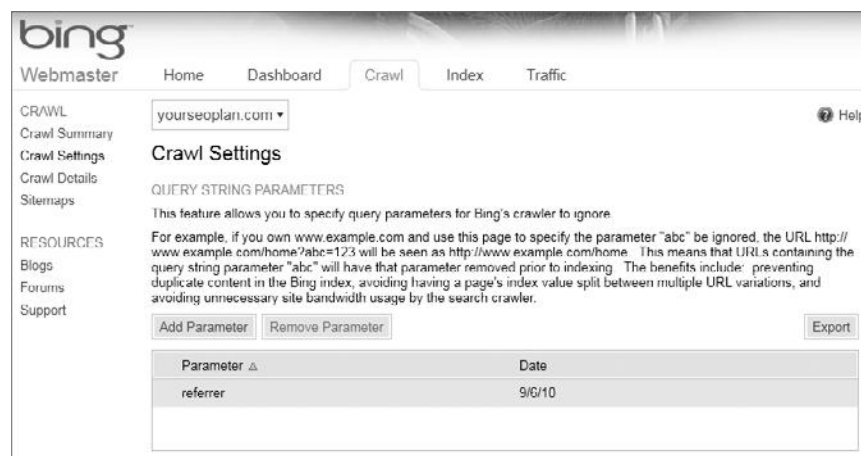 bing
Webmaster
Home Dashboard Crawl Index Traffic
CRAWL
Crawl Summary
Crawl Settings
Crawl Details
Sitemaps
RESOURCES
Blogs
Forums
Support
yourseoplan.com
Help
Crawl Settings
QUERY STRING PARAMETERS
This feature allows you to specify query parameters for Bing's crawler to ignore
For example, if you own www.example.com and use this page to specify the parameter "abc" be ignored, the URL http://
www.example.com/home?abc=123 will be seen as http://www.example.com/home. This means that URLs containing the
query string parameter "abc" will have that parameter removed prior to indexing. The benefits include: preventing
duplicate content in the Bing index, avoiding having a page's index value split between multiple URL variations, and
avoiding unnecessary site bandwidth usage by the search crawler.
Add Parameter Remove Parameter Export
Parameter Date
referrer 9/6/10